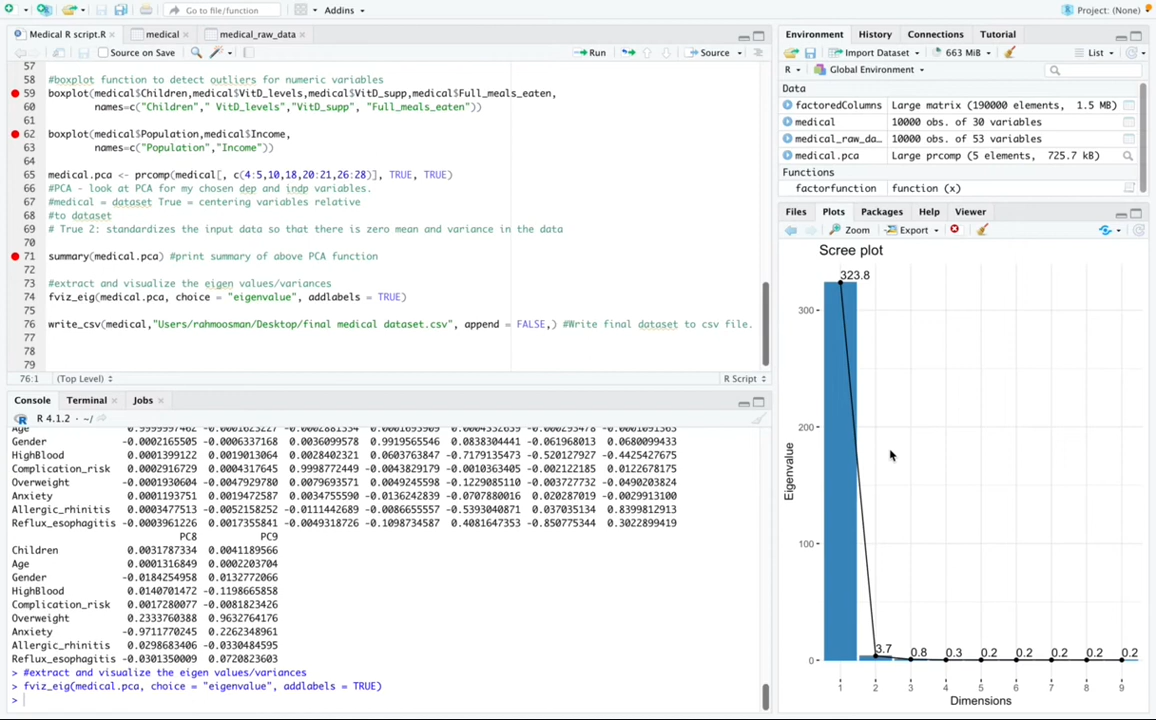 Go to file/function
Addins
Project: (None)
Medical R script.R
medical
medical_raw_data
Source on Save
Run
Source
57
58 #boxplot function to detect outliers for numeric variables
59 boxplot(medical$Children,medical$VitD_levels,medical$VitD_supp,medical$Full_meals_eaten,
60 names=c("Children"," VitD_levels","VitD_supp", "Full_meals_eaten"))
61
62 boxplot(medical$Population,medical$Income,
63 names=c("Population","Income"))
64
65 medical.pca <- prcomp(medical[, c(4:5,10,18,20:21,26:28)], TRUE, TRUE)
66 #PCA - look at PCA for my chosen dep and indp variables.
67 #medical = dataset True = centering variables relative
68 #to dataset
69 # True 2: standardizes the input data so that there is zero mean and variance in the data
70
71 summary(medical.pca) #print summary of above PCA function
72
73 #extract and visualize the eigen values/variances
74 fviz_eig(medical.pca, choice = "eigenvalue", addlabels = TRUE)
75
76 write_csv(medical,"Users/rahmoosman/Desktop/final medical dataset.csv", append = FALSE,) #Write final dataset to csv file.
77
78
79
76:1 (Top Level) R Script
Console Terminal Jobs
R 4.1.2 · ~/
Gender -0.0002165505 -0.0006337168 0.0036099578 0.9919565546 0.0838304441 -0.061968013 0.0680099433
HighBlood 0.0001399122 0.0019013064 0.0028402321 0.0603763847 -0.7179135473 -0.520127927 -0.4425427675
Complication_risk 0.0002916729 0.0004317645 0.9998772449 -0.0043829179 -0.0010363405 -0.002122185 0.0122678175
Overweight -0.0001930604 -0.0047929780 0.0079693571 0.0049245598 -0.1229085110 -0.003727732 -0.0490203824
Anxiety 0.0001193751 0.0019472587 0.0034755590 -0.0136242839 -0.0707880016 0.020287019 -0.0029913100
Allergic_rhinitis 0.0003477513 -0.0052158252 -0.0111442689 -0.0086655557 -0.5393040871 0.037035134 0.8399812913
Reflux_esophagitis -0.0003961226 0.0017355841 -0.0049318726 -0.1098734587 0.4081647353 -0.850775344 0.3022899419
PC8 PC9
Children 0.0031787334 0.0041189566
Age 0.0001316849 0.0002203704
Gender -0.0184254958 0.0132772066
HighBlood 0.0140701472 -0.1198665858
Complication_risk 0.0017280077 -0.0081823426
Overweight 0.2333760388 0.9632764176
Anxiety -0.9711770245 0.2262348961
Allergic_rhinitis 0.0298683406 -0.0330484595
Reflux_esophagitis -0.0301350009 0.0720823603
> #extract and visualize the eigen values/variances
> fviz_eig(medical.pca, choice = "eigenvalue", addlabels = TRUE)
>
Environment History Connections Tutorial
Import Dataset 663 MiB List
R Global Environment
Data
factoredColumns Large matrix (190000 elements, 1.5 MB)
medical 10000 obs. of 30 variables
medical_raw_da… 10000 obs. of 53 variables
medical.pca Large prcomp (5 elements, 725.7 kB)
Functions
factorfunction function (x)
Files Plots Packages Help Viewer
Zoom Export
Scree plot
323.8
3.7 0.8 0.3 0.2 0.2 0.2 0.2 0.2
300
200
100
0
Eigenvalue
1 2 3 4 5 6 7 8 9
Dimensions